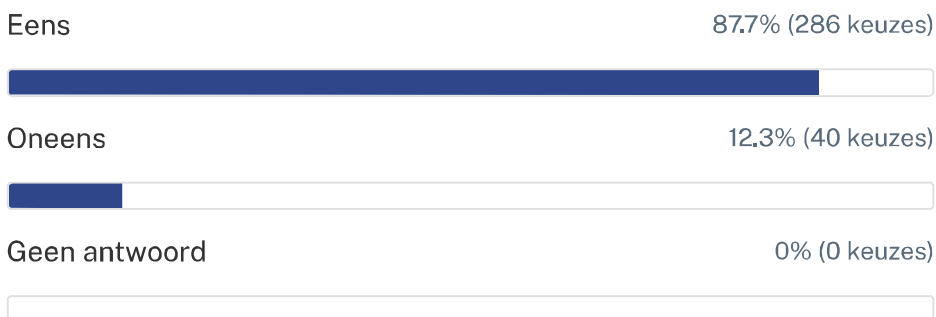 Eens 87.7% (286 keuzes)
Oneens 12.3% (40 keuzes)
Geen antwoord 0% (0 keuzes)